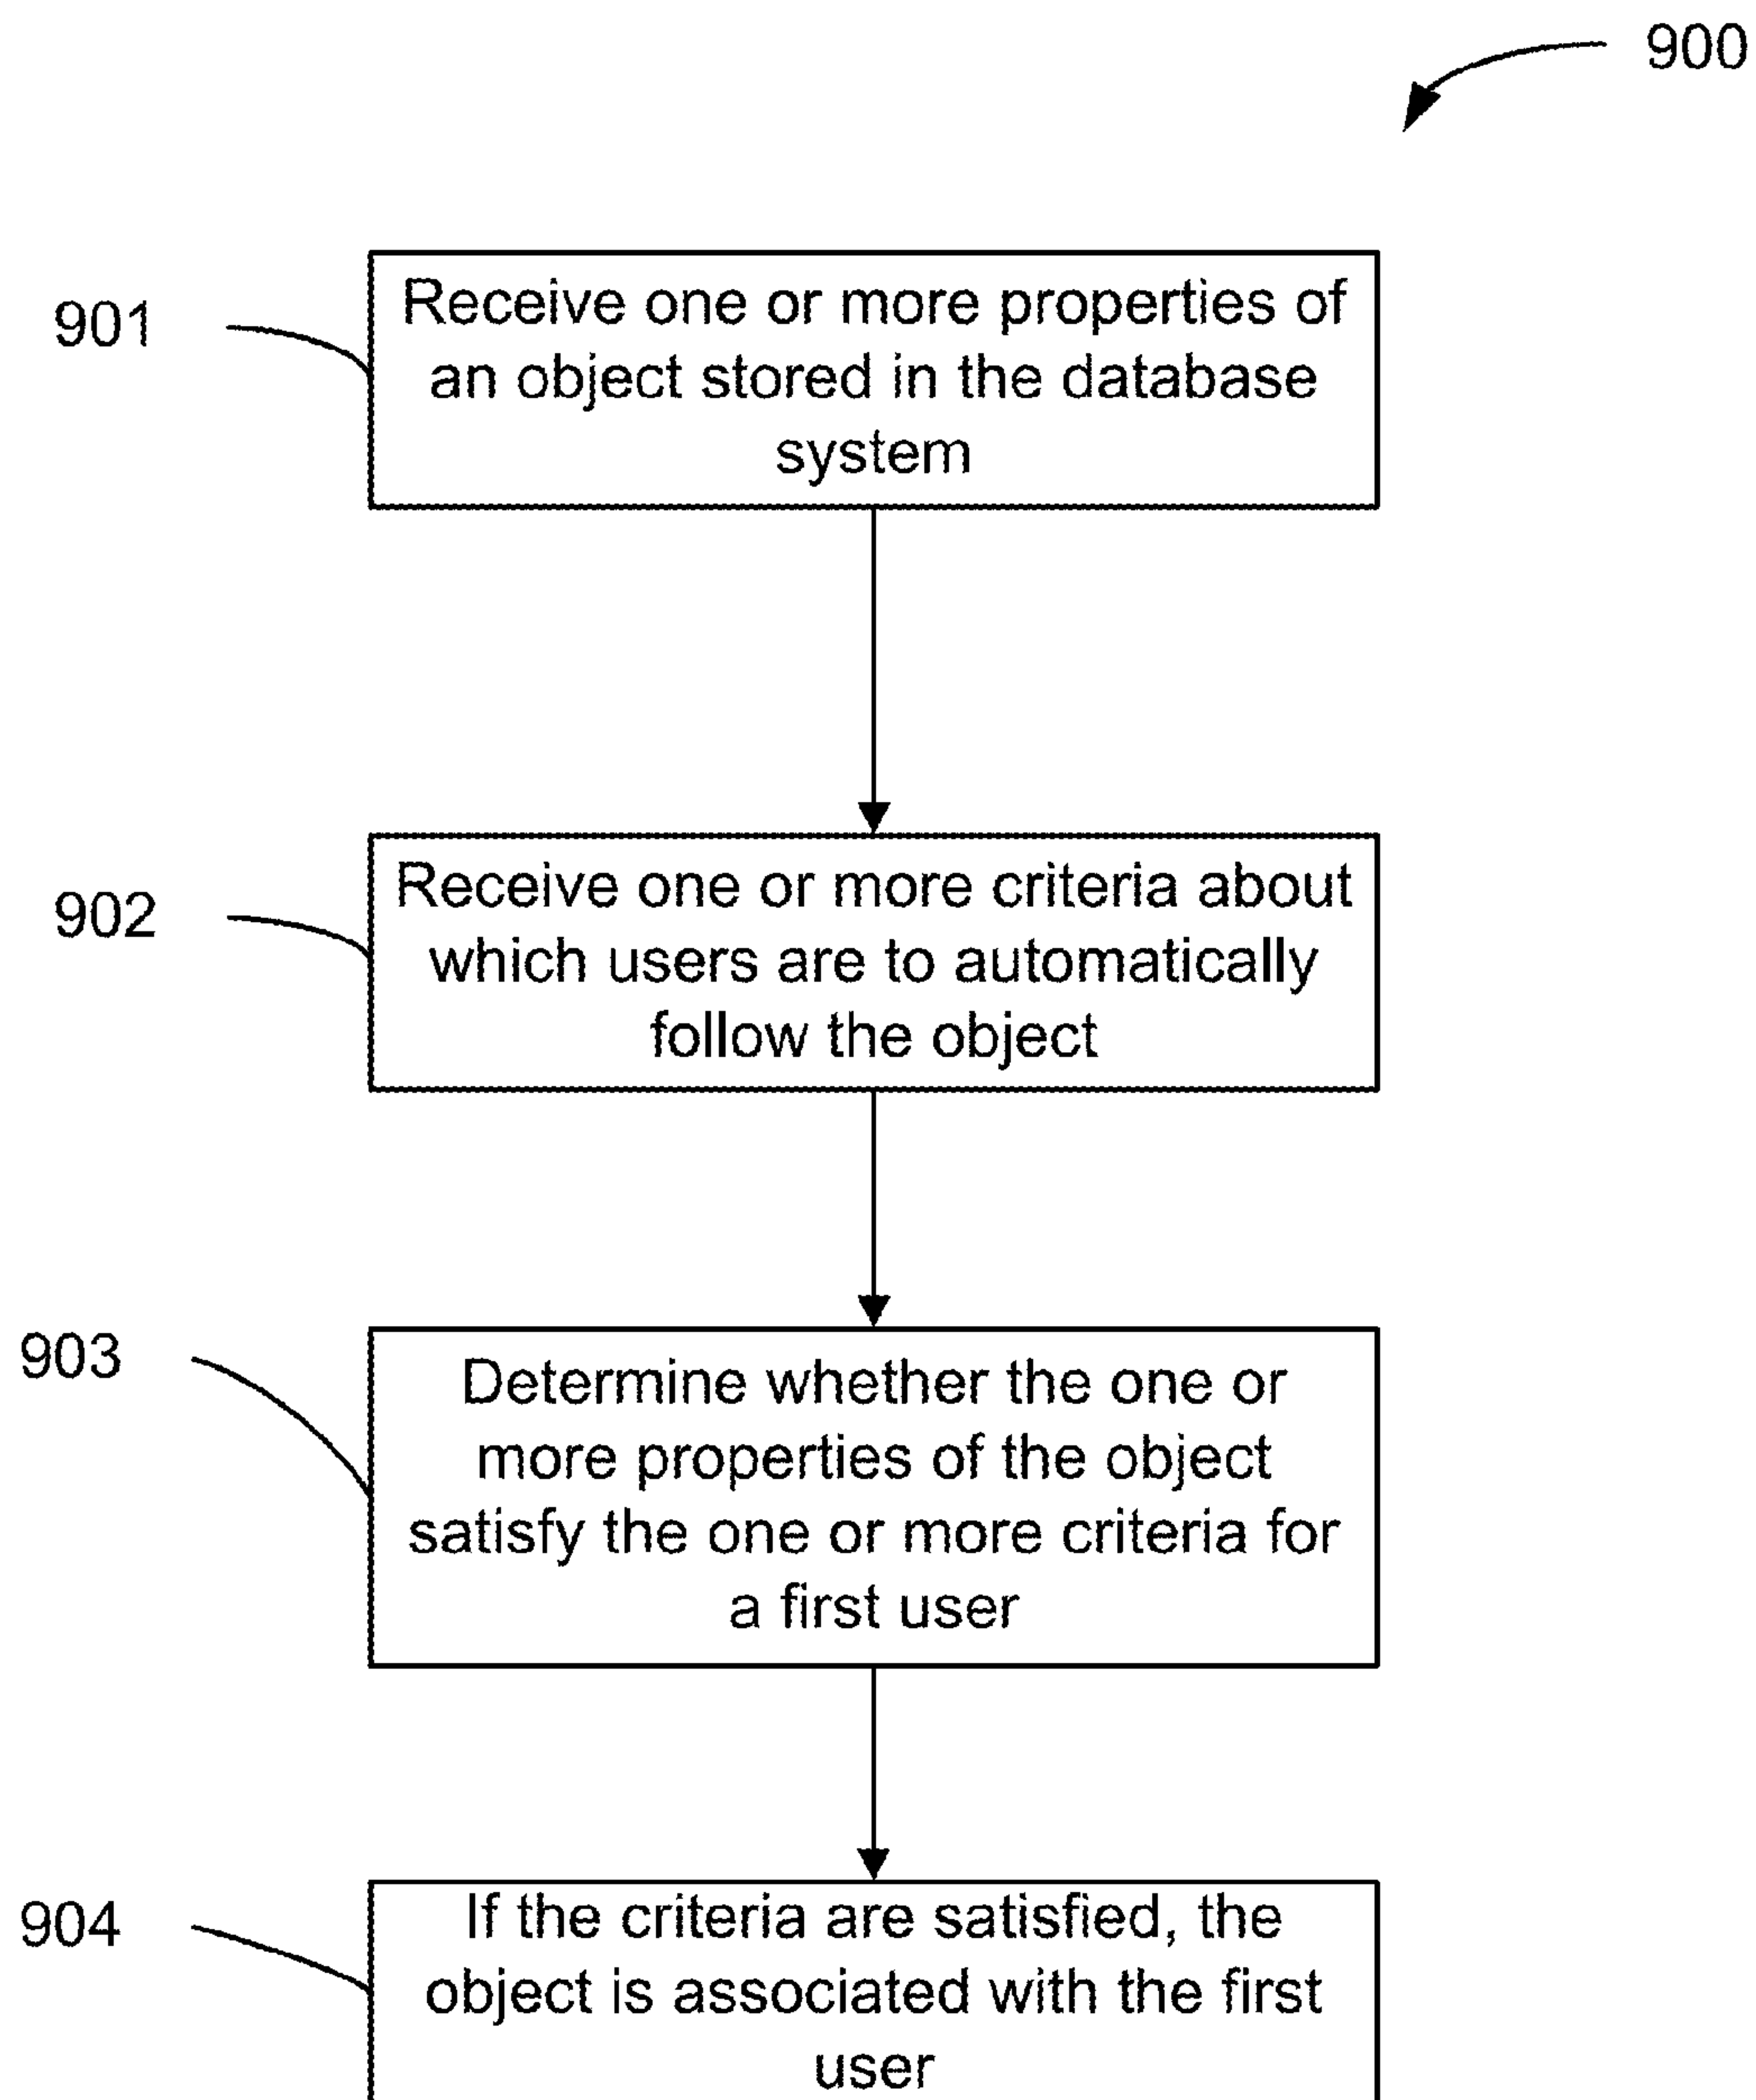 900
901
Receive one or more properties of
an object stored in the database
system
902
Receive one or more criteria about
which users are to automatically
follow the object
903
Determine whether the one or
more properties of the object
satisfy the one or more criteria for
a first user
904
If the criteria are satisfied, the
object is associated with the first
user